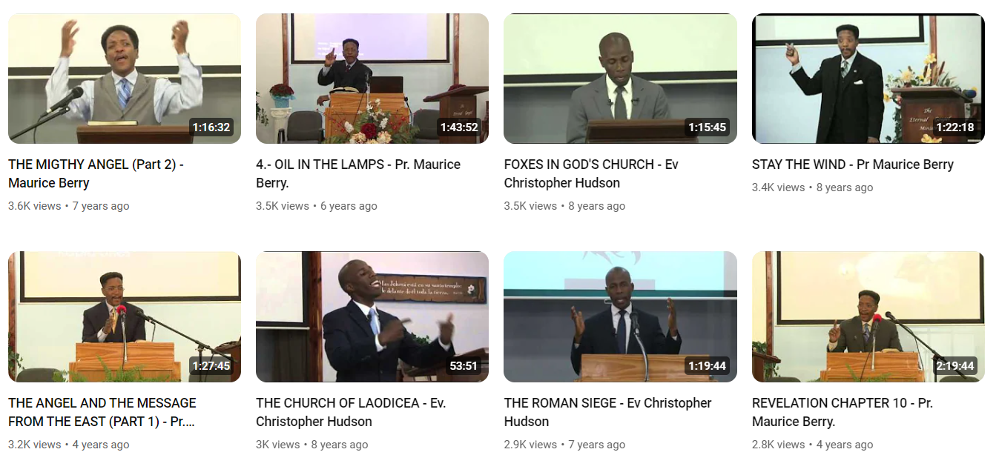 The
Eternal Gospel
1:16:32
1:43:52
1:15:45
1:22:18
THE MIGTHY ANGEL (Part 2) -
Maurice Berry
3.6K views • 7 years ago
4.- OIL IN THE LAMPS - Pr. Maurice
Berry.
3.5K views • 6 years ago
FOXES IN GOD'S CHURCH - Ev
Christopher Hudson
3.5K views • 8 years ago
STAY THE WIND - Pr Maurice Berry
3.4K views • 8 years ago
Mas Jehová está en su santo templo:
delante de él toda la tierra.
1:27:45
53:51
1:19:44
2:19:44
THE ANGEL AND THE MESSAGE
FROM THE EAST (PART 1) - Pr....
3.2K views • 4 years ago
THE CHURCH OF LAODICEA - Ev.
Christopher Hudson
3K views • 8 years ago
THE ROMAN SIEGE - Ev Christopher
Hudson
2.9K views • 7 years ago
REVELATION CHAPTER 10 - Pr.
Maurice Berry.
2.8K views • 4 years ago